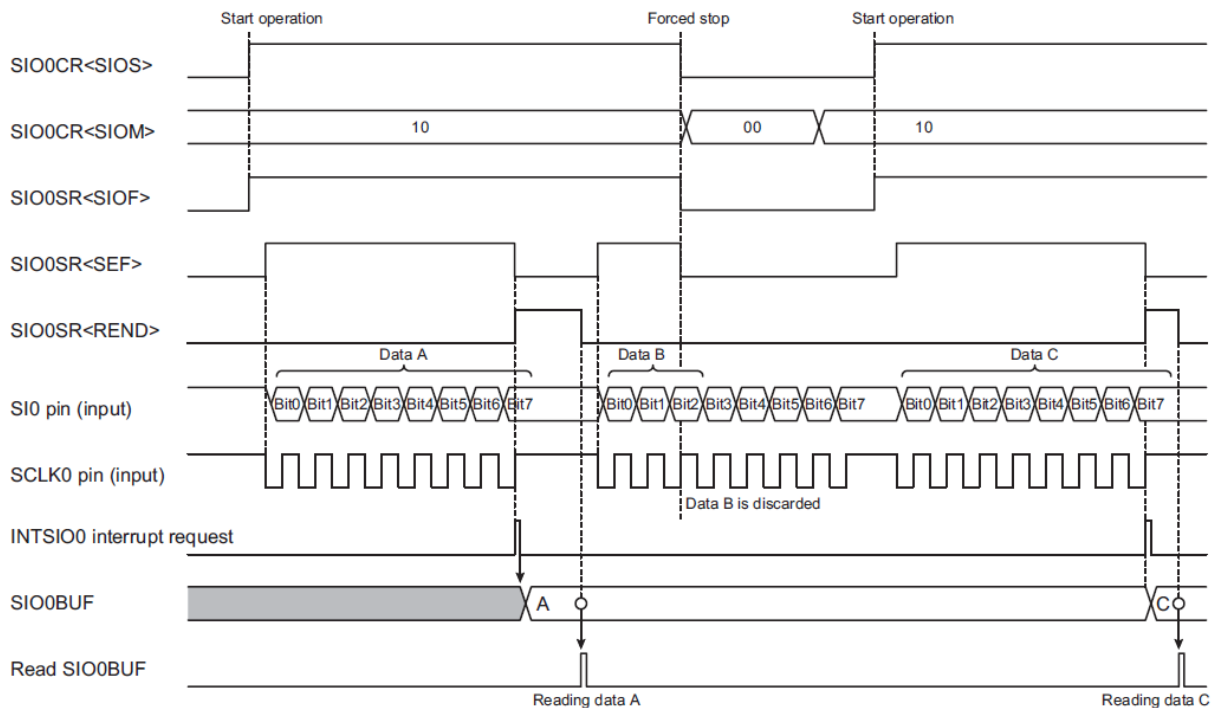 Start operation Forced stop Start operation
SIO0CR<SIOS>
SIO0CR<SIOM> 10 00 10
SIO0SR<SIOF>
SIO0SR<SEF>
SIO0SR<REND>
Data A Data B Data C
SI0 pin (input) Bit0 Bit1 Bit2 Bit3 Bit4 Bit5 Bit6 Bit7 Bit0 Bit1 Bit2 Bit3 Bit4 Bit5 Bit6 Bit7 Bit0 Bit1 Bit2 Bit3 Bit4 Bit5 Bit6 Bit7
SCLK0 pin (input)
Data B is discarded
INTSIO0 interrupt request
SIO0BUF A C
Read SIO0BUF
Reading data A Reading data C